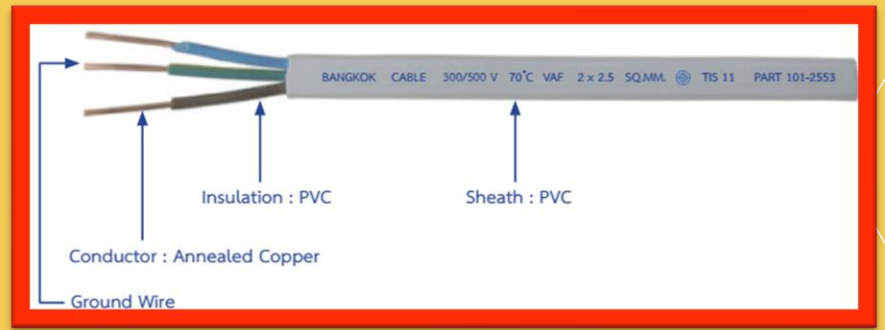 BANGKOK CABLE 300/500 V 70°C VAF 2 x 2.5 SQ.MM. TIS 11 PART 101-2553
Insulation : PVC
Sheath : PVC
Conductor : Annealed Copper
Ground Wire